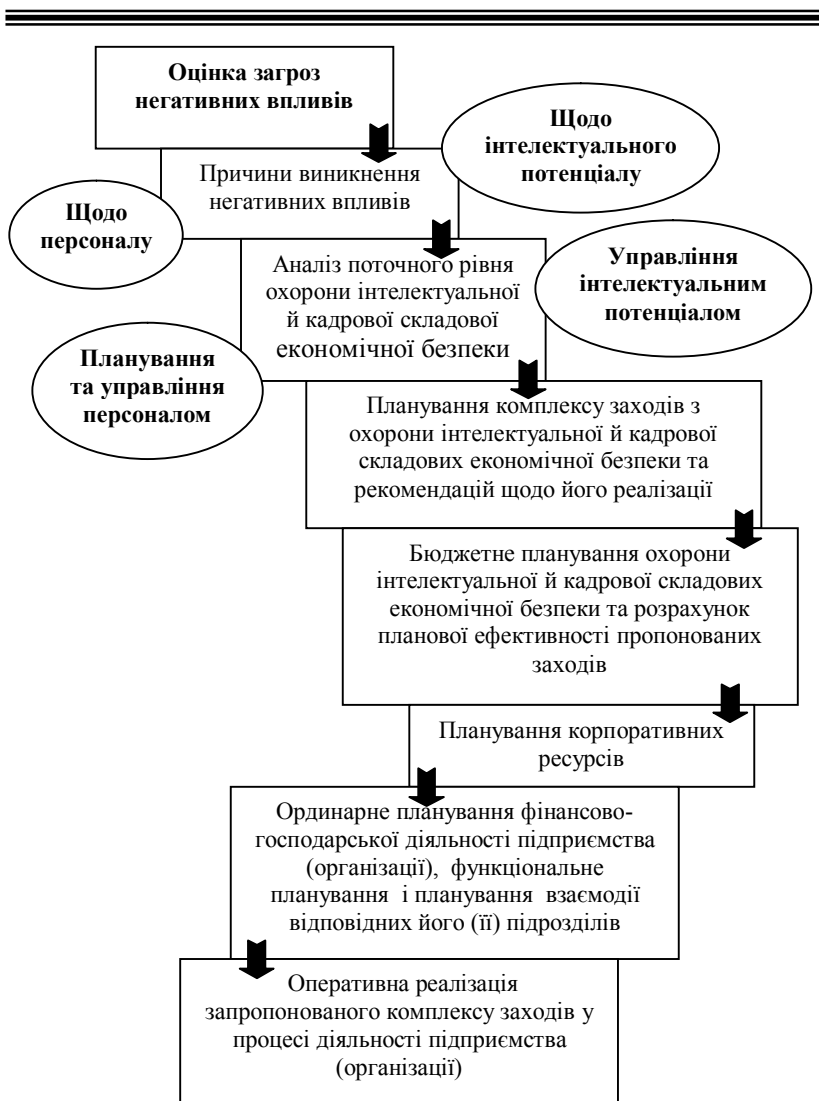 Оцінка загроз
негативних впливів
Щодо
інтелектуального
потенціалу
Причини виникнення
негативних впливів
Щодо
персоналу
Аналіз поточного рівня
охорони інтелектуальної
й кадрової складової
економічної безпеки
Управління
інтелектуальним
потенціалом
Планування
та управління
персоналом
Планування комплексу заходів з
охорони інтелектуальної й кадрової
складових економічної безпеки та
рекомендацій щодо його реалізації
Бюджетне планування охорони
інтелектуальної й кадрової складових
економічної безпеки та розрахунок
планової ефективності пропонованих
заходів
Планування корпоративних
ресурсів
Ординарне планування фінансово-
господарської діяльності підприємства
(організації), функціональне
планування і планування взаємодії
відповідних його (її) підрозділів
Оперативна реалізація
запропонованого комплексу заходів у
процесі діяльності підприємства
(організації)